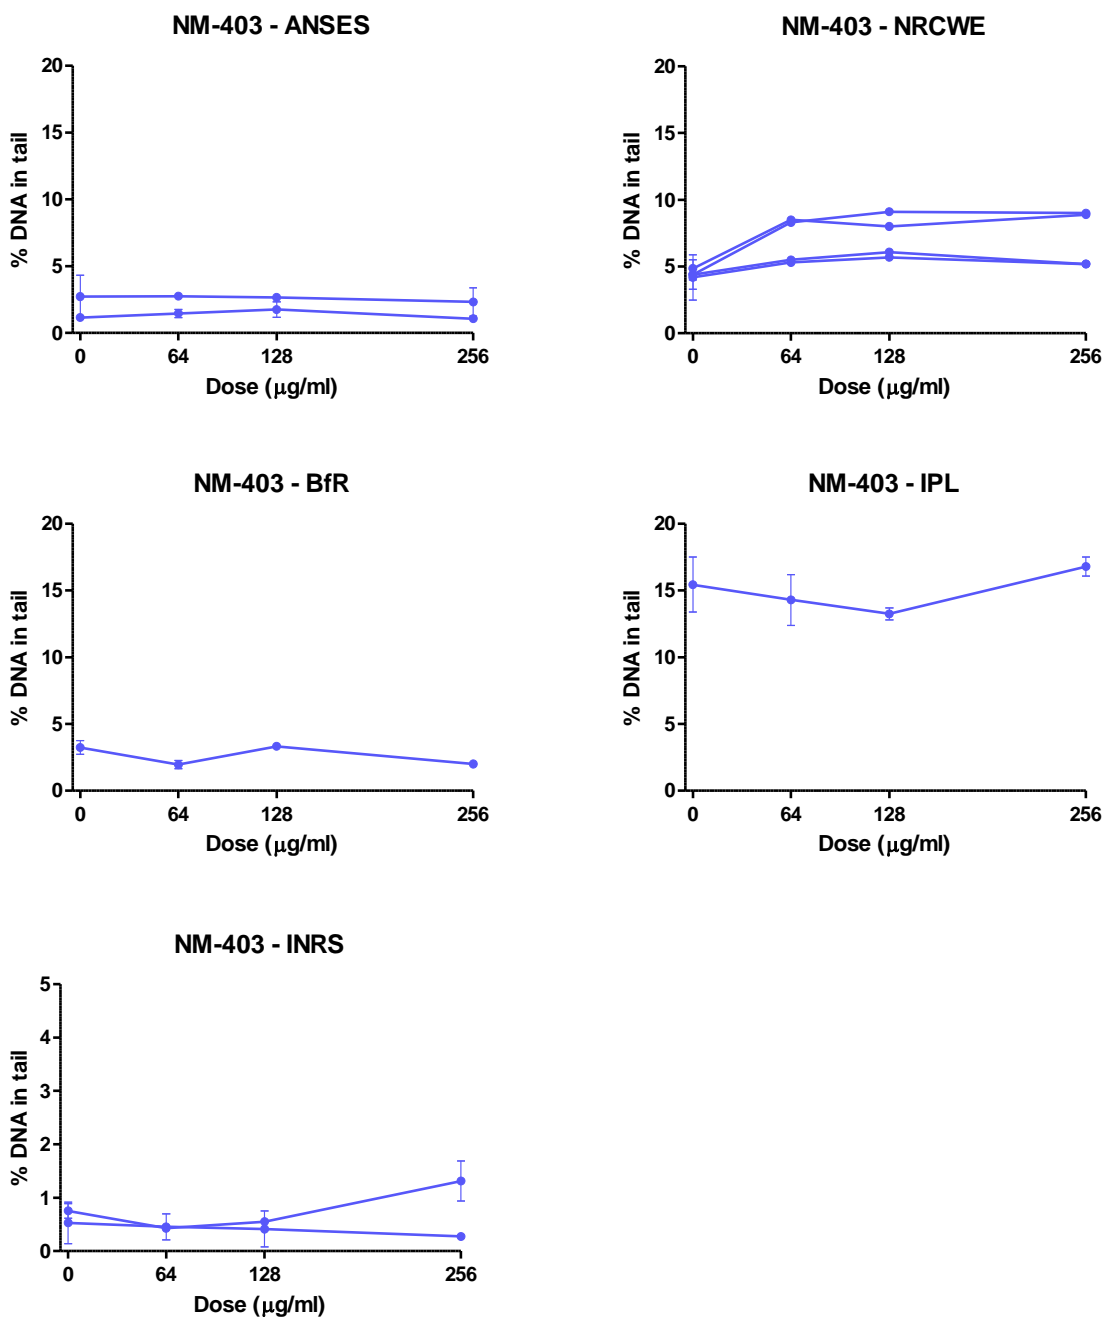 NM-403 - ANSES
20
15
10
5
0
% DNA in tail
0 64 128 256
Dose (µg/ml)
NM-403 - NRCWE
20
15
10
5
0
% DNA in tail
0 64 128 256
Dose (µg/ml)
NM-403 - BfR
20
15
10
5
0
% DNA in tail
0 64 128 256
Dose (µg/ml)
NM-403 - IPL
20
15
10
5
0
% DNA in tail
0 64 128 256
Dose (µg/ml)
NM-403 - INRS
5
4
3
2
1
0
% DNA in tail
0 64 128 256
Dose (µg/ml)